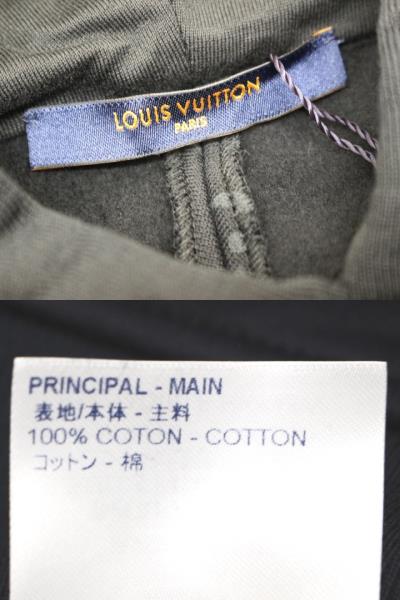 LOUIS VUITTON
PARIS
PRINCIPAL - MAIN
表地/本体 - 主料
100% COTON - COTTON
コットン - 棉